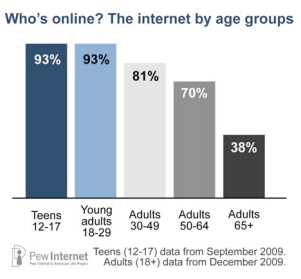 Who's online? The internet by age groups
93%
93%
81%
70%
38%
Teens
12-17
Young
adults
18-29
Adults
30-49
Adults
50-64
Adults
65+
Pew Internet
Pew Internet & American Life Project
Teens (12-17) data from September 2009.
Adults (18+) data from December 2009.